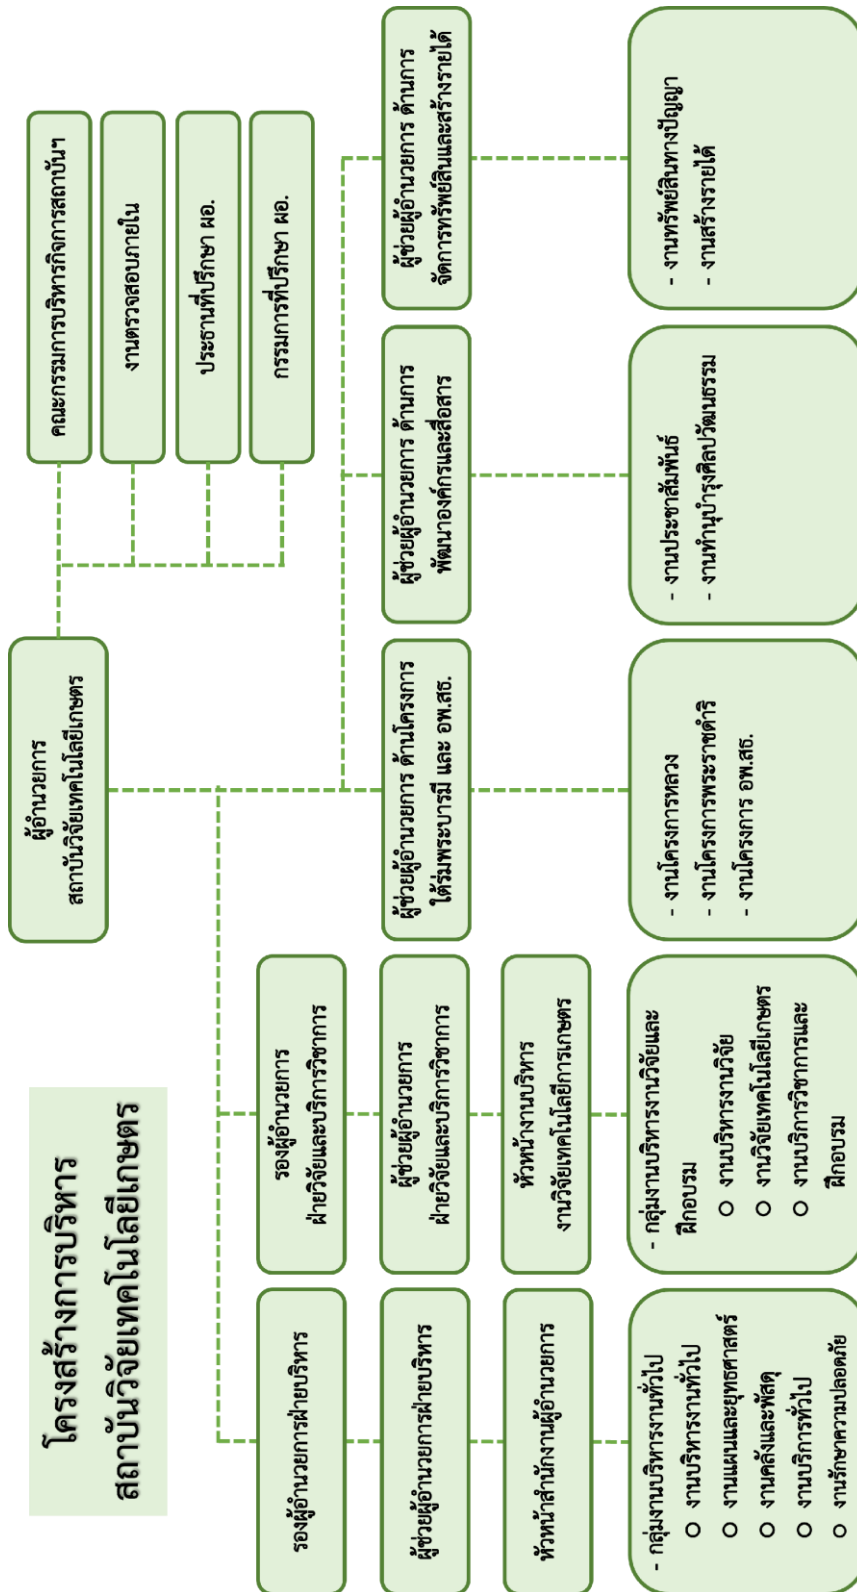 โครงสร้างการบริหาร
สถาบันวิจัยเทคโนโลยีเกษตร
ผู้อำนวยการ
สถาบันวิจัยเทคโนโลยีเกษตร
คณะกรรมการบริหารกิจการสถาบันฯ
งานตรวจสอบภายใน
ประธานที่ปรึกษา ผอ.
กรรมการที่ปรึกษา ผอ.
รองผู้อำนวยการฝ่ายบริหาร
ผู้ช่วยผู้อำนวยการฝ่ายบริหาร
หัวหน้าสำนักงานผู้อำนวยการ
- กลุ่มงานบริหารงานทั่วไป
○ งานบริหารงานทั่วไป
○ งานแผนและยุทธศาสตร์
○ งานคลังและพัสดุ
○ งานบริการทั่วไป
○ งานรักษาความปลอดภัย
รองผู้อำนวยการ
ฝ่ายวิจัยและบริการวิชาการ
ผู้ช่วยผู้อำนวยการ
ฝ่ายวิจัยและบริการวิชาการ
หัวหน้างานบริหาร
งานวิจัยเทคโนโลยีการเกษตร
- กลุ่มงานบริหารงานวิจัยและ
ฝึกอบรม
○ งานบริหารงานวิจัย
○ งานวิจัยเทคโนโลยีเกษตร
○ งานบริการวิชาการและ
ฝึกอบรม
ผู้ช่วยผู้อำนวยการ ด้านโครงการ
ใต้ร่มพระบารมี และ อพ.สธ.
- งานโครงการหลวง
- งานโครงการพระราชดำริ
- งานโครงการ อพ.สธ.
ผู้ช่วยผู้อำนวยการ ด้านการ
พัฒนาองค์กรและสื่อสาร
- งานประชาสัมพันธ์
- งานทำนุบำรุงศิลปวัฒนธรรม
ผู้ช่วยผู้อำนวยการ ด้านการ
จัดการทรัพย์สินและสร้างรายได้
- งานทรัพย์สินทางปัญญา
- งานสร้างรายได้